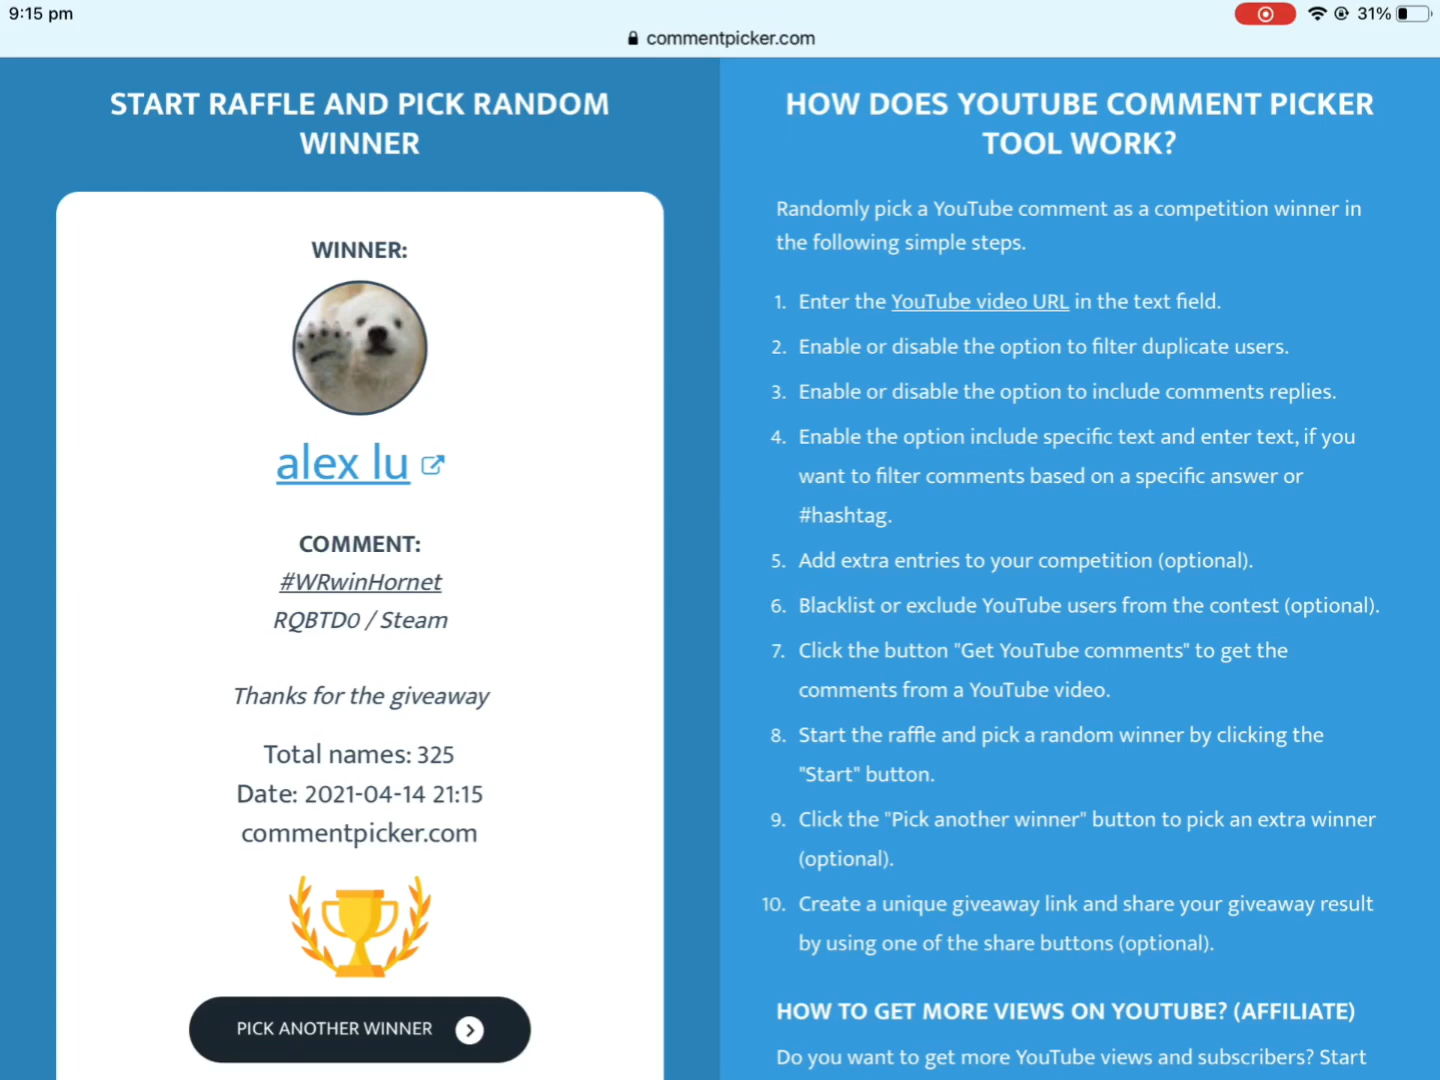 9:15 pm
31%
commentpicker.com
START RAFFLE AND PICK RANDOM
WINNER
WINNER:
alex lu
COMMENT:
#WRwinHornet
RQBTD0 / Steam
Thanks for the giveaway
Total names: 325
Date: 2021-04-14 21:15
commentpicker.com
PICK ANOTHER WINNER
HOW DOES YOUTUBE COMMENT PICKER
TOOL WORK?
Randomly pick a YouTube comment as a competition winner in
the following simple steps.
1. Enter the YouTube video URL in the text field.
2. Enable or disable the option to filter duplicate users.
3. Enable or disable the option to include comments replies.
4. Enable the option include specific text and enter text, if you
want to filter comments based on a specific answer or
#hashtag.
5. Add extra entries to your competition (optional).
6. Blacklist or exclude YouTube users from the contest (optional).
7. Click the button "Get YouTube comments" to get the
comments from a YouTube video.
8. Start the raffle and pick a random winner by clicking the
"Start" button.
9. Click the "Pick another winner" button to pick an extra winner
(optional).
10. Create a unique giveaway link and share your giveaway result
by using one of the share buttons (optional).
HOW TO GET MORE VIEWS ON YOUTUBE? (AFFILIATE)
Do you want to get more YouTube views and subscribers? Start